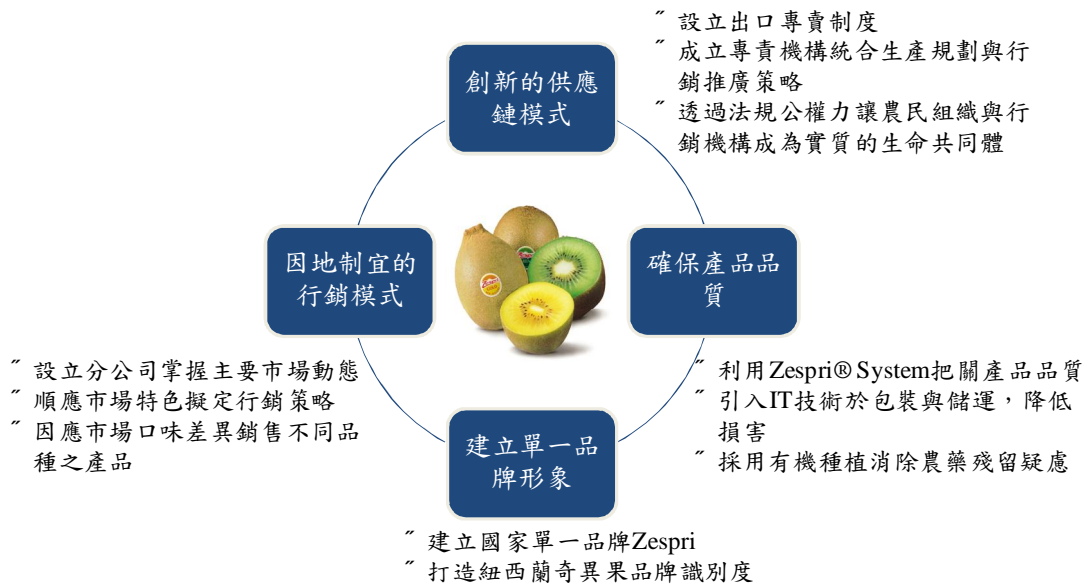 創新的供應
鏈模式
˝ 設立出口專賣制度
˝ 成立專責機構統合生產規劃與行
銷推廣策略
˝ 透過法規公權力讓農民組織與行
銷機構成為實質的生命共同體
確保產品品
質
˝ 利用Zespri® System把關產品品質
˝ 引入IT技術於包裝與儲運，降低
損害
˝ 採用有機種植消除農藥殘留疑慮
建立單一品
牌形象
˝ 建立國家單一品牌Zespri
˝ 打造紐西蘭奇異果品牌識別度
因地制宜的
行銷模式
˝ 設立分公司掌握主要市場動態
˝ 順應市場特色擬定行銷策略
˝ 因應市場口味差異銷售不同品
種之產品